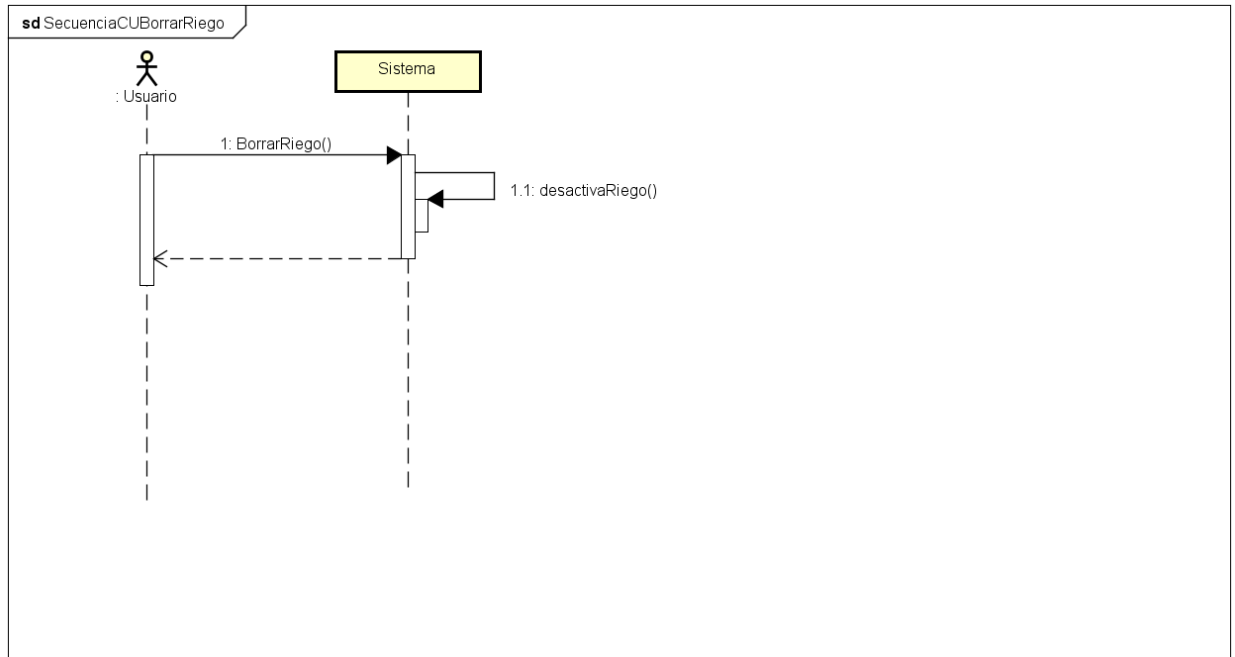 sd SecuenciaCUBorrarRiego
: Usuario
Sistema
1: BorrarRiego()
1.1: desactivaRiego()